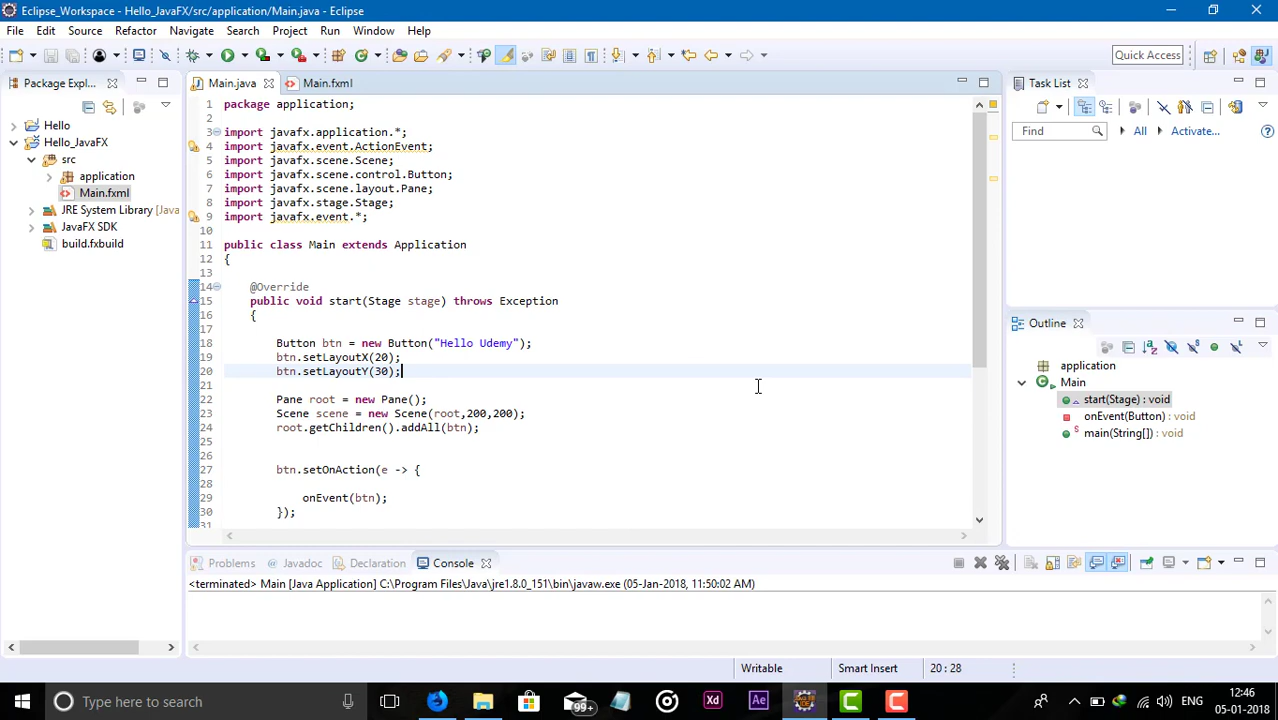 Eclipse_Workspace - Hello_JavaFX/src/application/Main.java - Eclipse
File Edit Source Refactor Navigate Search Project Run Window Help
Quick Access
Package Expl...
Hello
Hello_JavaFX
src
application
Main.fxml
JRE System Library [Java
JavaFX SDK
build.fxbuild
Main.java
Main.fxml
1 package application;
2
3 import javafx.application.*;
4 import javafx.event.ActionEvent;
5 import javafx.scene.Scene;
6 import javafx.scene.control.Button;
7 import javafx.scene.layout.Pane;
8 import javafx.stage.Stage;
9 import javafx.event.*;
10
11 public class Main extends Application
12 {
13
14 @Override
15 public void start(Stage stage) throws Exception
16 {
17
18 Button btn = new Button("Hello Udemy");
19 btn.setLayoutX(20);
20 btn.setLayoutY(30);
21
22 Pane root = new Pane();
23 Scene scene = new Scene(root,200,200);
24 root.getChildren().addAll(btn);
25
26
27 btn.setOnAction(e -> {
28
29 onEvent(btn);
30 });
31
Task List
Find All Activate...
Outline
application
Main
start(Stage) : void
onEvent(Button) : void
main(String[]) : void
Problems Javadoc Declaration Console
<terminated> Main [Java Application] C:\Program Files\Java\jre1.8.0_151\bin\javaw.exe (05-Jan-2018, 11:50:02 AM)
Writable Smart Insert 20 : 28
Type here to search
99+
Xd
Ae
ENG
12:46
05-01-2018